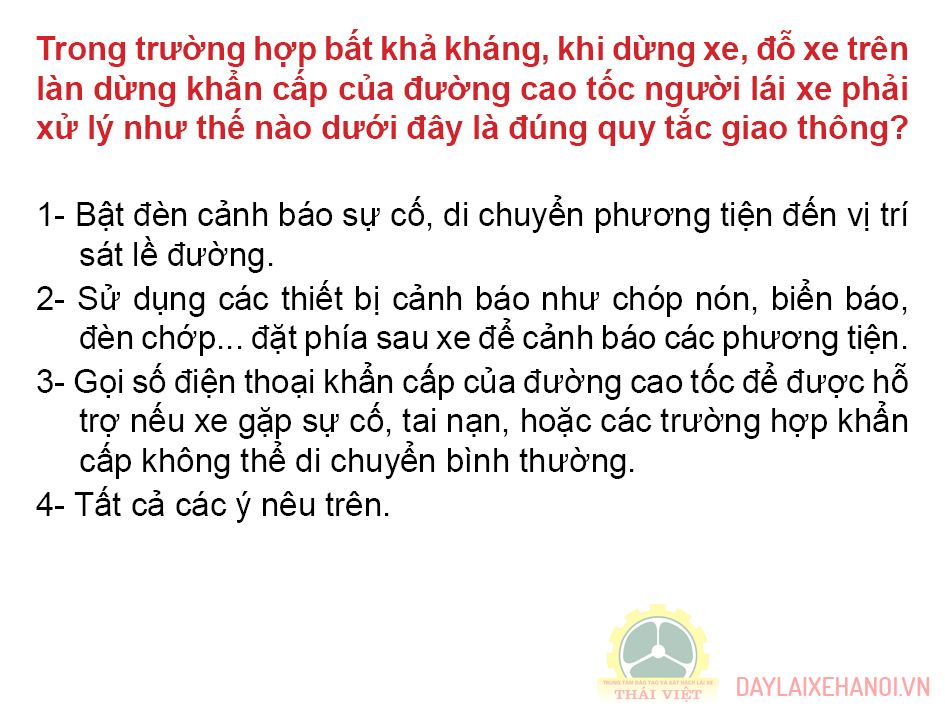 Trong trường hợp bất khả kháng, khi dừng xe, đỗ xe trên
làn dừng khẩn cấp của đường cao tốc người lái xe phải
xử lý như thế nào dưới đây là đúng quy tắc giao thông?
1- Bật đèn cảnh báo sự cố, di chuyển phương tiện đến vị trí
sát lề đường.
2- Sử dụng các thiết bị cảnh báo như chóp nón, biển báo,
đèn chớp... đặt phía sau xe để cảnh báo các phương tiện.
3- Gọi số điện thoại khẩn cấp của đường cao tốc để được hỗ
trợ nếu xe gặp sự cố, tai nạn, hoặc các trường hợp khẩn
cấp không thể di chuyển bình thường.
4- Tất cả các ý nêu trên.
TRUNG TÂM ĐÀO TẠO VÀ SÁT HẠCH LÁI XE
THÁI VIỆT
DAYLAIXEHANOI.VN